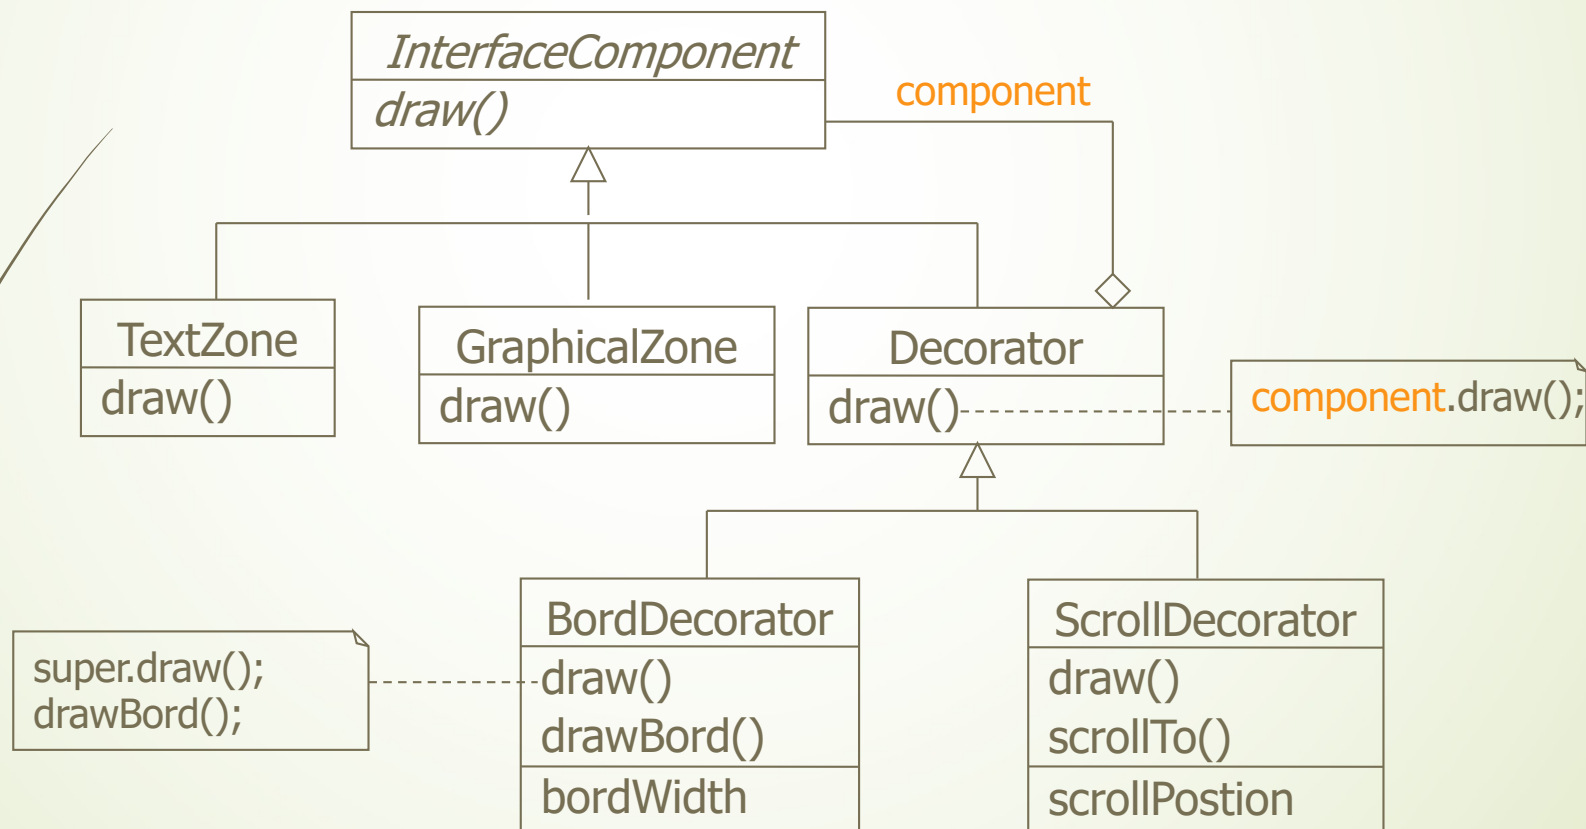 InterfaceComponent
draw()
component
TextZone
draw()
GraphicalZone
draw()
Decorator
draw()
component.draw();
super.draw();
drawBord();
BordDecorator
draw()
drawBord()
bordWidth
ScrollDecorator
draw()
scrollTo()
scrollPostion